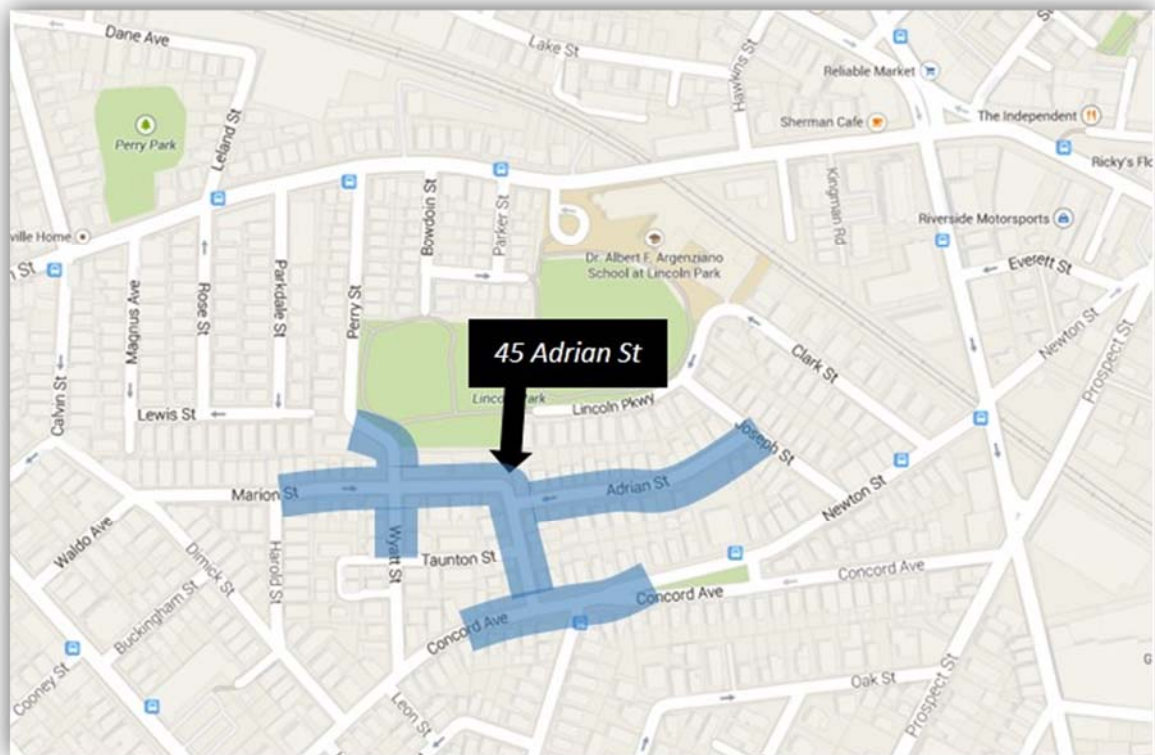 Dane Ave
Lake St
Hawkins St
Reliable Market
Perry Park
Leland St
Sherman Cafe
The Independent
Ricky's Flo
Kingman Rd
Bowdoin St
Parker St
Riverside Motorsports
ville Home
Dr. Albert F. Argenziano
School at Lincoln Park
Everett St
St
Magnus Ave
Rose St
Parkdale St
Perry St
Newton St
Prospect St
45 Adrian St
Clark St
Calvin St
Lewis St
Lincoln Park
Lincoln Pkwy
Joseph St
Marion St
Adrian St
Newton St
Waldo Ave
Dimick St
Harold St
Wyatt St
Taunton St
Concord Ave
Concord Ave
Concord Ave
Buckingham St
Cooney St
Leon St
Oak St
Prospect St
G